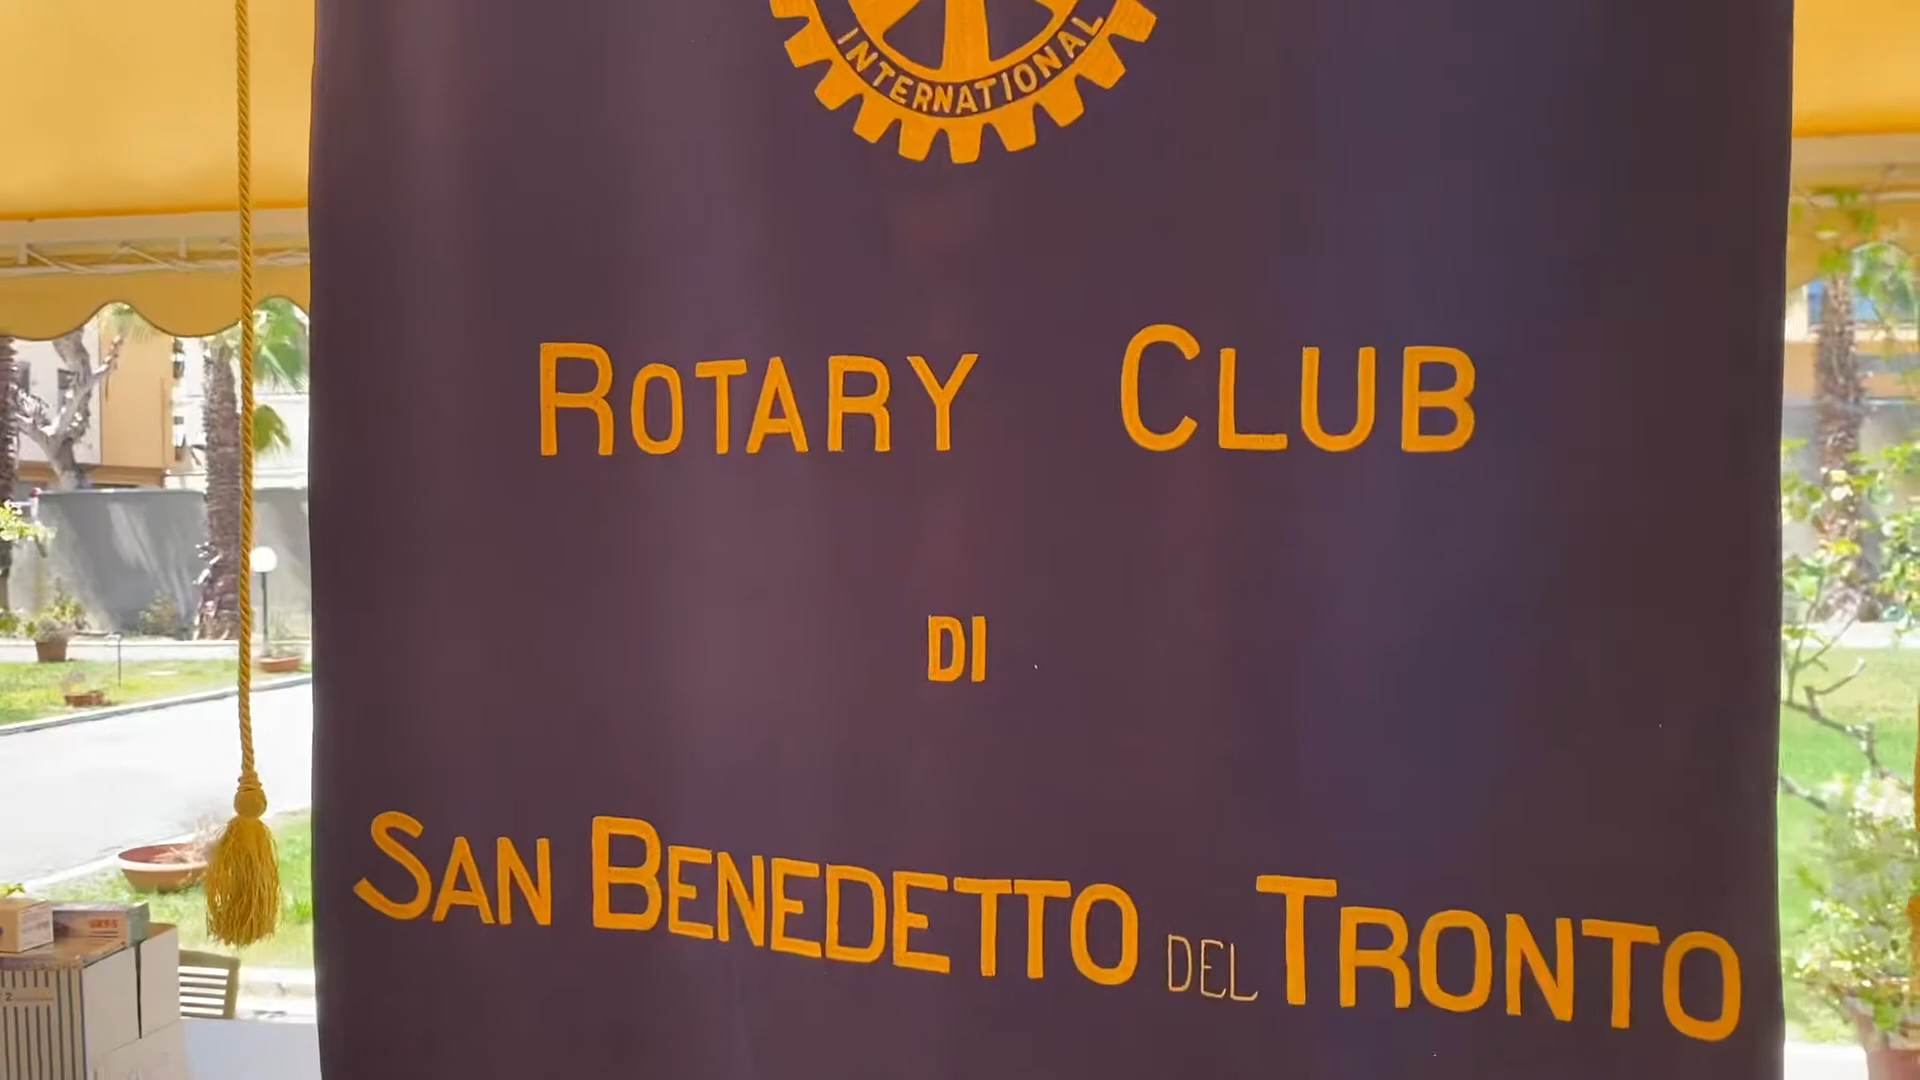 INTERNATIONAL
ROTARY CLUB
DI
SAN BENEDETTO DEL TRONTO